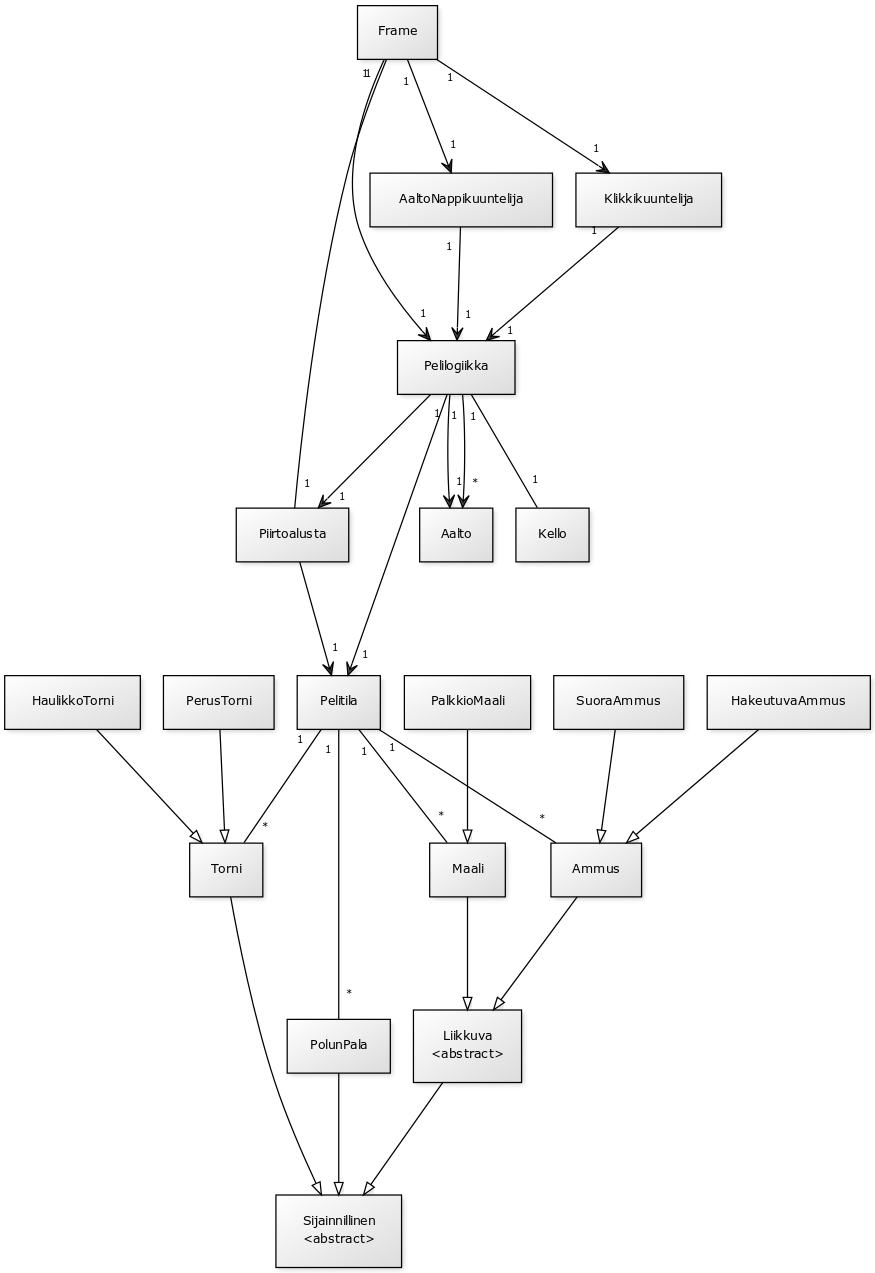 Frame
1 1 1 1
1 1
AaltoNappikuuntelija Klikkikuuntelija
1 1
1 1 1
Pelilogiikka
1 1 1
1 1 1 * 1
Piirtoalusta Aalto Kello
1 1
HaulikkoTorni PerusTorni Pelitila PalkkioMaali SuoraAmmus HakeutuvaAmmus
1 1 1 1
* * *
Torni Maali Ammus
*
PolunPala Liikkuva
<abstract>
Sijainnillinen
<abstract>